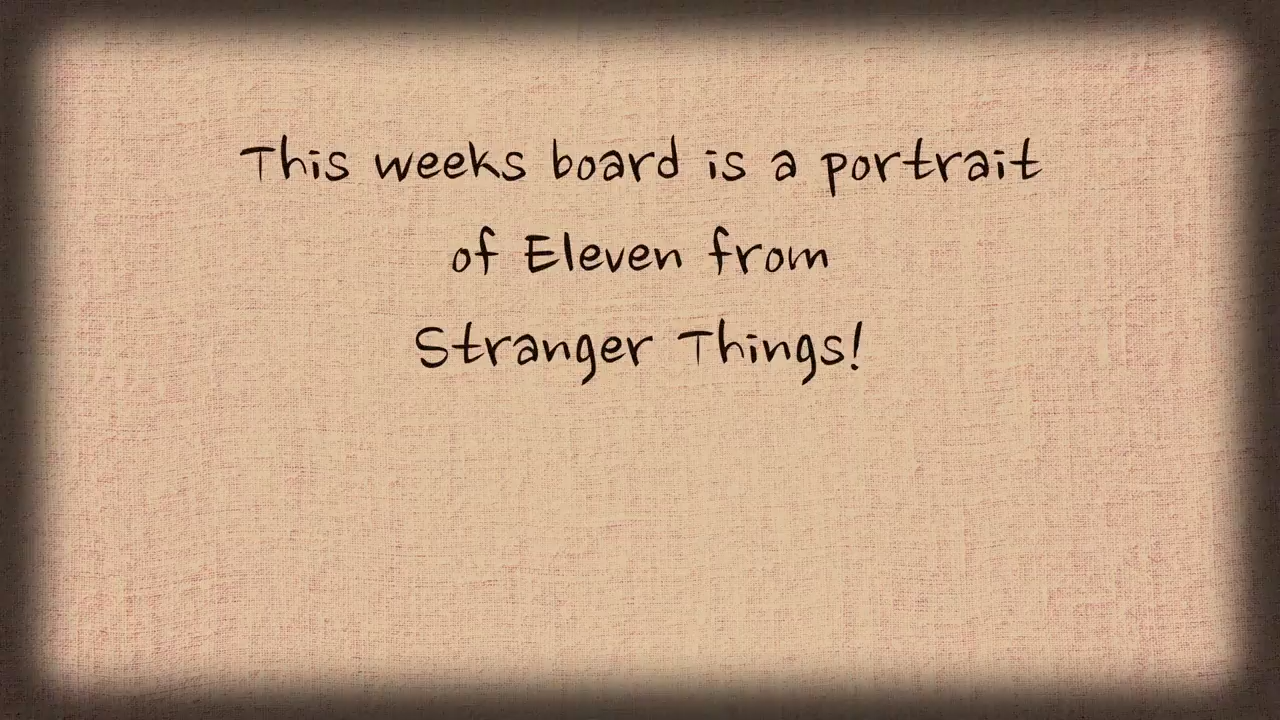 This weeks board is a portrait
of Eleven from
Stranger Things!